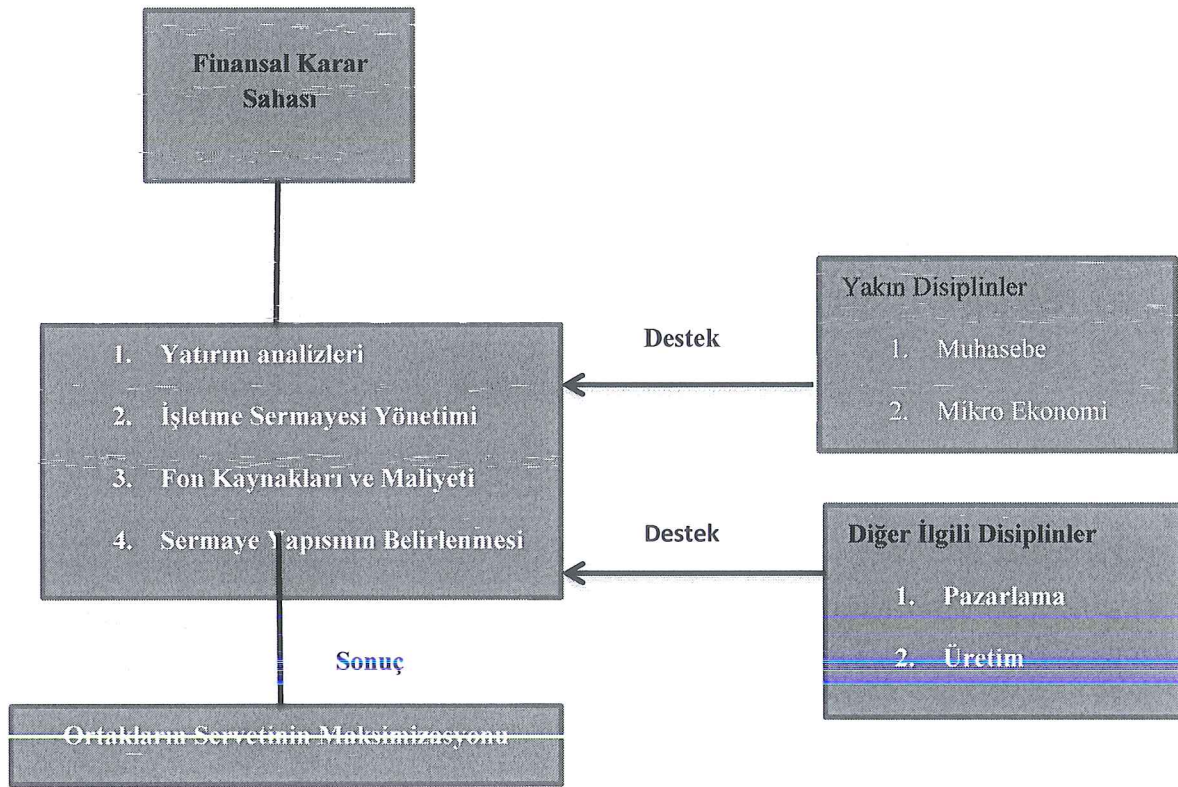 Finansal Karar
Sahası
1. Yatırım analizleri
2. İşletme Sermayesi Yönetimi
3. Fon Kaynakları ve Maliyeti
4. Sermaye Yapısının Belirlenmesi
Destek
Yakın Disiplinler
1. Muhasebe
2. Mikro Ekonomi
Destek
Diğer İlgili Disiplinler
1. Pazarlama
2. Üretim
Sonuç
Ortakların Servetinin Maksimizasyonu